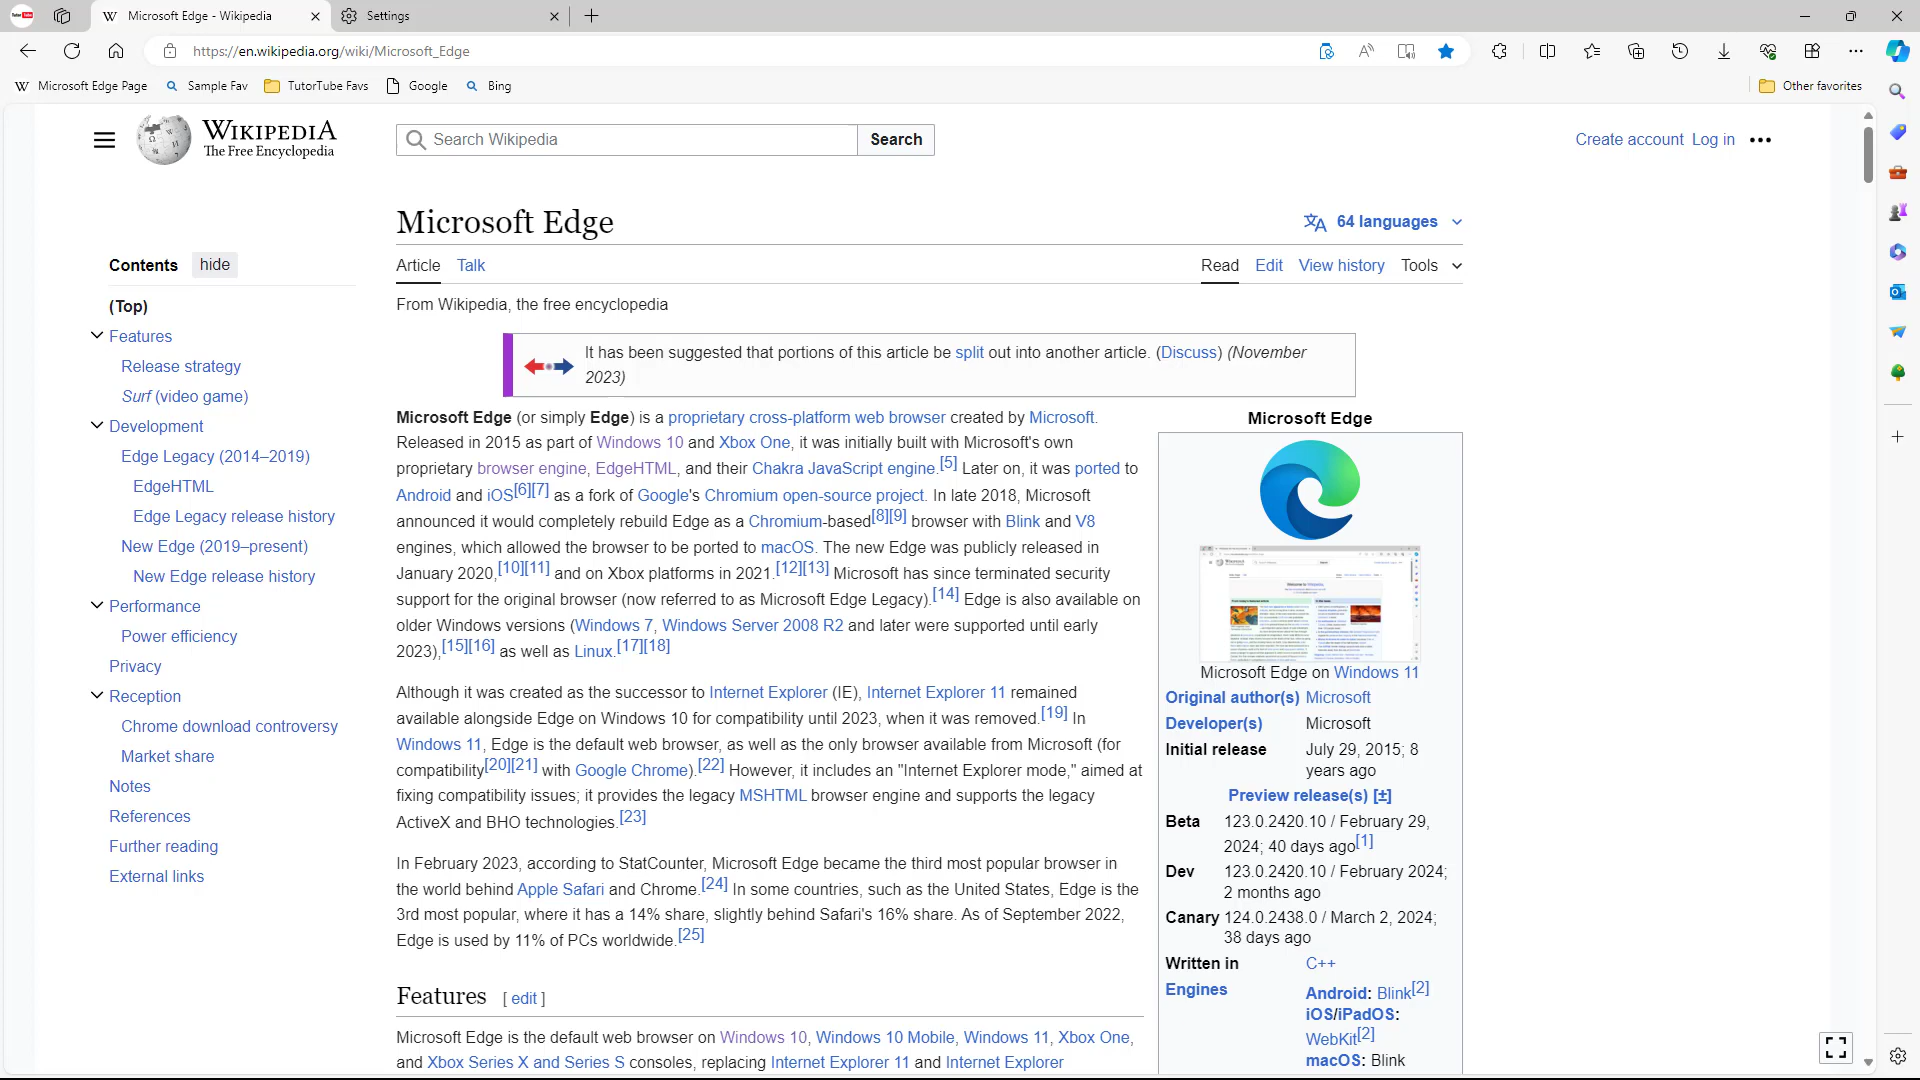 Microsoft Edge - Wikipedia
Settings
https://en.wikipedia.org/wiki/Microsoft_Edge
Microsoft Edge Page
Sample Fav
TutorTube Favs
Google
Bing
Other favorites
WIKIPEDIA
The Free Encyclopedia
Search Wikipedia
Search
Create account Log in
Microsoft Edge
64 languages
Contents hide
Article Talk
Read Edit View history Tools
(Top)
Features
Release strategy
Surf (video game)
Development
Edge Legacy (2014–2019)
EdgeHTML
Edge Legacy release history
New Edge (2019–present)
New Edge release history
Performance
Power efficiency
Privacy
Reception
Chrome download controversy
Market share
Notes
References
Further reading
External links
From Wikipedia, the free encyclopedia
It has been suggested that portions of this article be split out into another article. (Discuss) (November
2023)
Microsoft Edge (or simply Edge) is a proprietary cross-platform web browser created by Microsoft.
Released in 2015 as part of Windows 10 and Xbox One, it was initially built with Microsoft's own
proprietary browser engine, EdgeHTML, and their Chakra JavaScript engine.[5] Later on, it was ported to
Android and iOS[6][7] as a fork of Google's Chromium open-source project. In late 2018, Microsoft
announced it would completely rebuild Edge as a Chromium-based[8][9] browser with Blink and V8
engines, which allowed the browser to be ported to macOS. The new Edge was publicly released in
January 2020,[10][11] and on Xbox platforms in 2021.[12][13] Microsoft has since terminated security
support for the original browser (now referred to as Microsoft Edge Legacy).[14] Edge is also available on
older Windows versions (Windows 7, Windows Server 2008 R2 and later were supported until early
2023),[15][16] as well as Linux.[17][18]
Although it was created as the successor to Internet Explorer (IE), Internet Explorer 11 remained
available alongside Edge on Windows 10 for compatibility until 2023, when it was removed.[19] In
Windows 11, Edge is the default web browser, as well as the only browser available from Microsoft (for
compatibility[20][21] with Google Chrome).[22] However, it includes an "Internet Explorer mode," aimed at
fixing compatibility issues; it provides the legacy MSHTML browser engine and supports the legacy
ActiveX and BHO technologies.[23]
In February 2023, according to StatCounter, Microsoft Edge became the third most popular browser in
the world behind Apple Safari and Chrome.[24] In some countries, such as the United States, Edge is the
3rd most popular, where it has a 14% share, slightly behind Safari's 16% share. As of September 2022,
Edge is used by 11% of PCs worldwide.[25]
Features [ edit ]
Microsoft Edge is the default web browser on Windows 10, Windows 10 Mobile, Windows 11, Xbox One,
and Xbox Series X and Series S consoles, replacing Internet Explorer 11 and Internet Explorer
Microsoft Edge
Microsoft Edge on Windows 11
Original author(s) Microsoft
Developer(s) Microsoft
Initial release July 29, 2015; 8
years ago
Preview release(s) [±]
Beta 123.0.2420.10 / February 29,
2024; 40 days ago[1]
Dev 123.0.2420.10 / February 2024;
2 months ago
Canary 124.0.2438.0 / March 2, 2024;
38 days ago
Written in C++
Engines Android: Blink[2]
iOS/iPadOS:
WebKit[2]
macOS: Blink